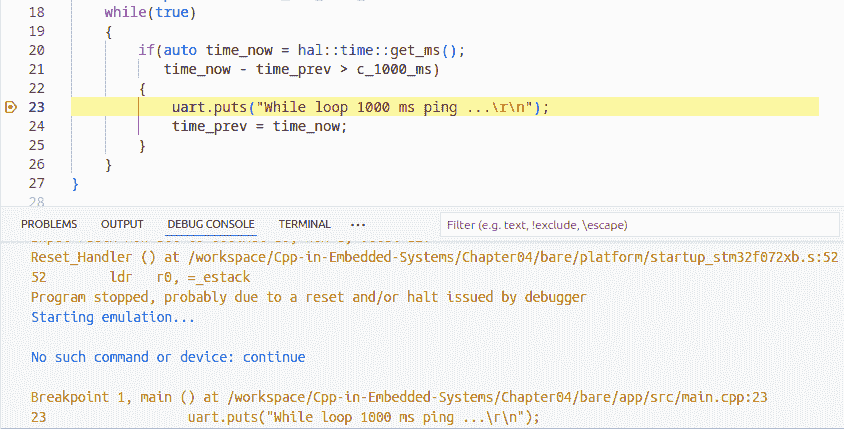 18 while(true)
19 {
20 if(auto time_now = hal::time::get_ms();
21 time_now - time_prev > c_1000_ms)
22 {
23 uart.puts("While loop 1000 ms ping ...\r\n");
24 time_prev = time_now;
25 }
26 }
27 }
28
PROBLEMS OUTPUT DEBUG CONSOLE TERMINAL ··· Filter (e.g. text, !exclude, \escape)
Reset_Handler () at /workspace/Cpp-in-Embedded-Systems/Chapter04/bare/platform/startup_stm32f072xb.s:52
52 ldr r0, =_estack
Program stopped, probably due to a reset and/or halt issued by debugger
Starting emulation...
No such command or device: continue
Breakpoint 1, main () at /workspace/Cpp-in-Embedded-Systems/Chapter04/bare/app/src/main.cpp:23
23 uart.puts("While loop 1000 ms ping ...\r\n");